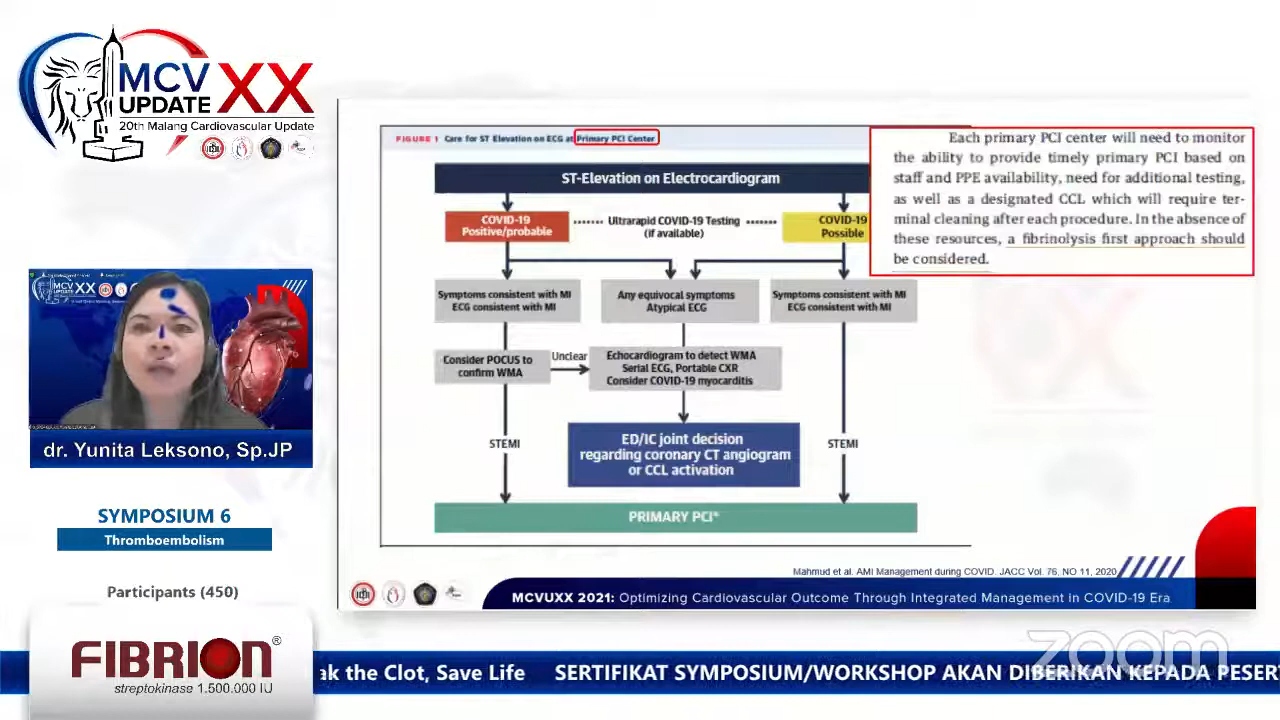 MCV
UPDATE
XX
20th Malang Cardiovascular Update
MCV
UPDATE
XX
dr. Yunita Leksono, Sp.JP
SYMPOSIUM 6
Thromboembolism
Participants (450)
FIBRION®
streptokinase 1.500.000 IU
FIGURE 1 Care for ST Elevation on ECG at Primary PCI Center
ST-Elevation on Electrocardiogram
COVID-19
Positive/probable
Ultrarapid COVID-19 Testing
(if available)
COVID-19
Possible
Symptoms consistent with MI
ECG consistent with MI
Any equivocal symptoms
Atypical ECG
Symptoms consistent with MI
ECG consistent with MI
Consider POCUS to
confirm WMA
Unclear
Echocardiogram to detect WMA
Serial ECG, Portable CXR
Consider COVID-19 myocarditis
STEMI
ED/IC joint decision
regarding coronary CT angiogram
or CCL activation
STEMI
PRIMARY PCI*
Each primary PCI center will need to monitor
the ability to provide timely primary PCI based on
staff and PPE availability, need for additional testing,
as well as a designated CCL which will require ter-
minal cleaning after each procedure. In the absence of
these resources, a fibrinolysis first approach should
be considered.
Mahmud et al. AMI Management during COVID. JACC Vol. 76, NO 11, 2020
MCVUXX 2021: Optimizing Cardiovascular Outcome Through Integrated Management in COVID-19 Era
zoom
ak the Clot, Save Life SERTIFIKAT SYMPOSIUM/WORKSHOP AKAN DIBERIKAN KEPADA PESER